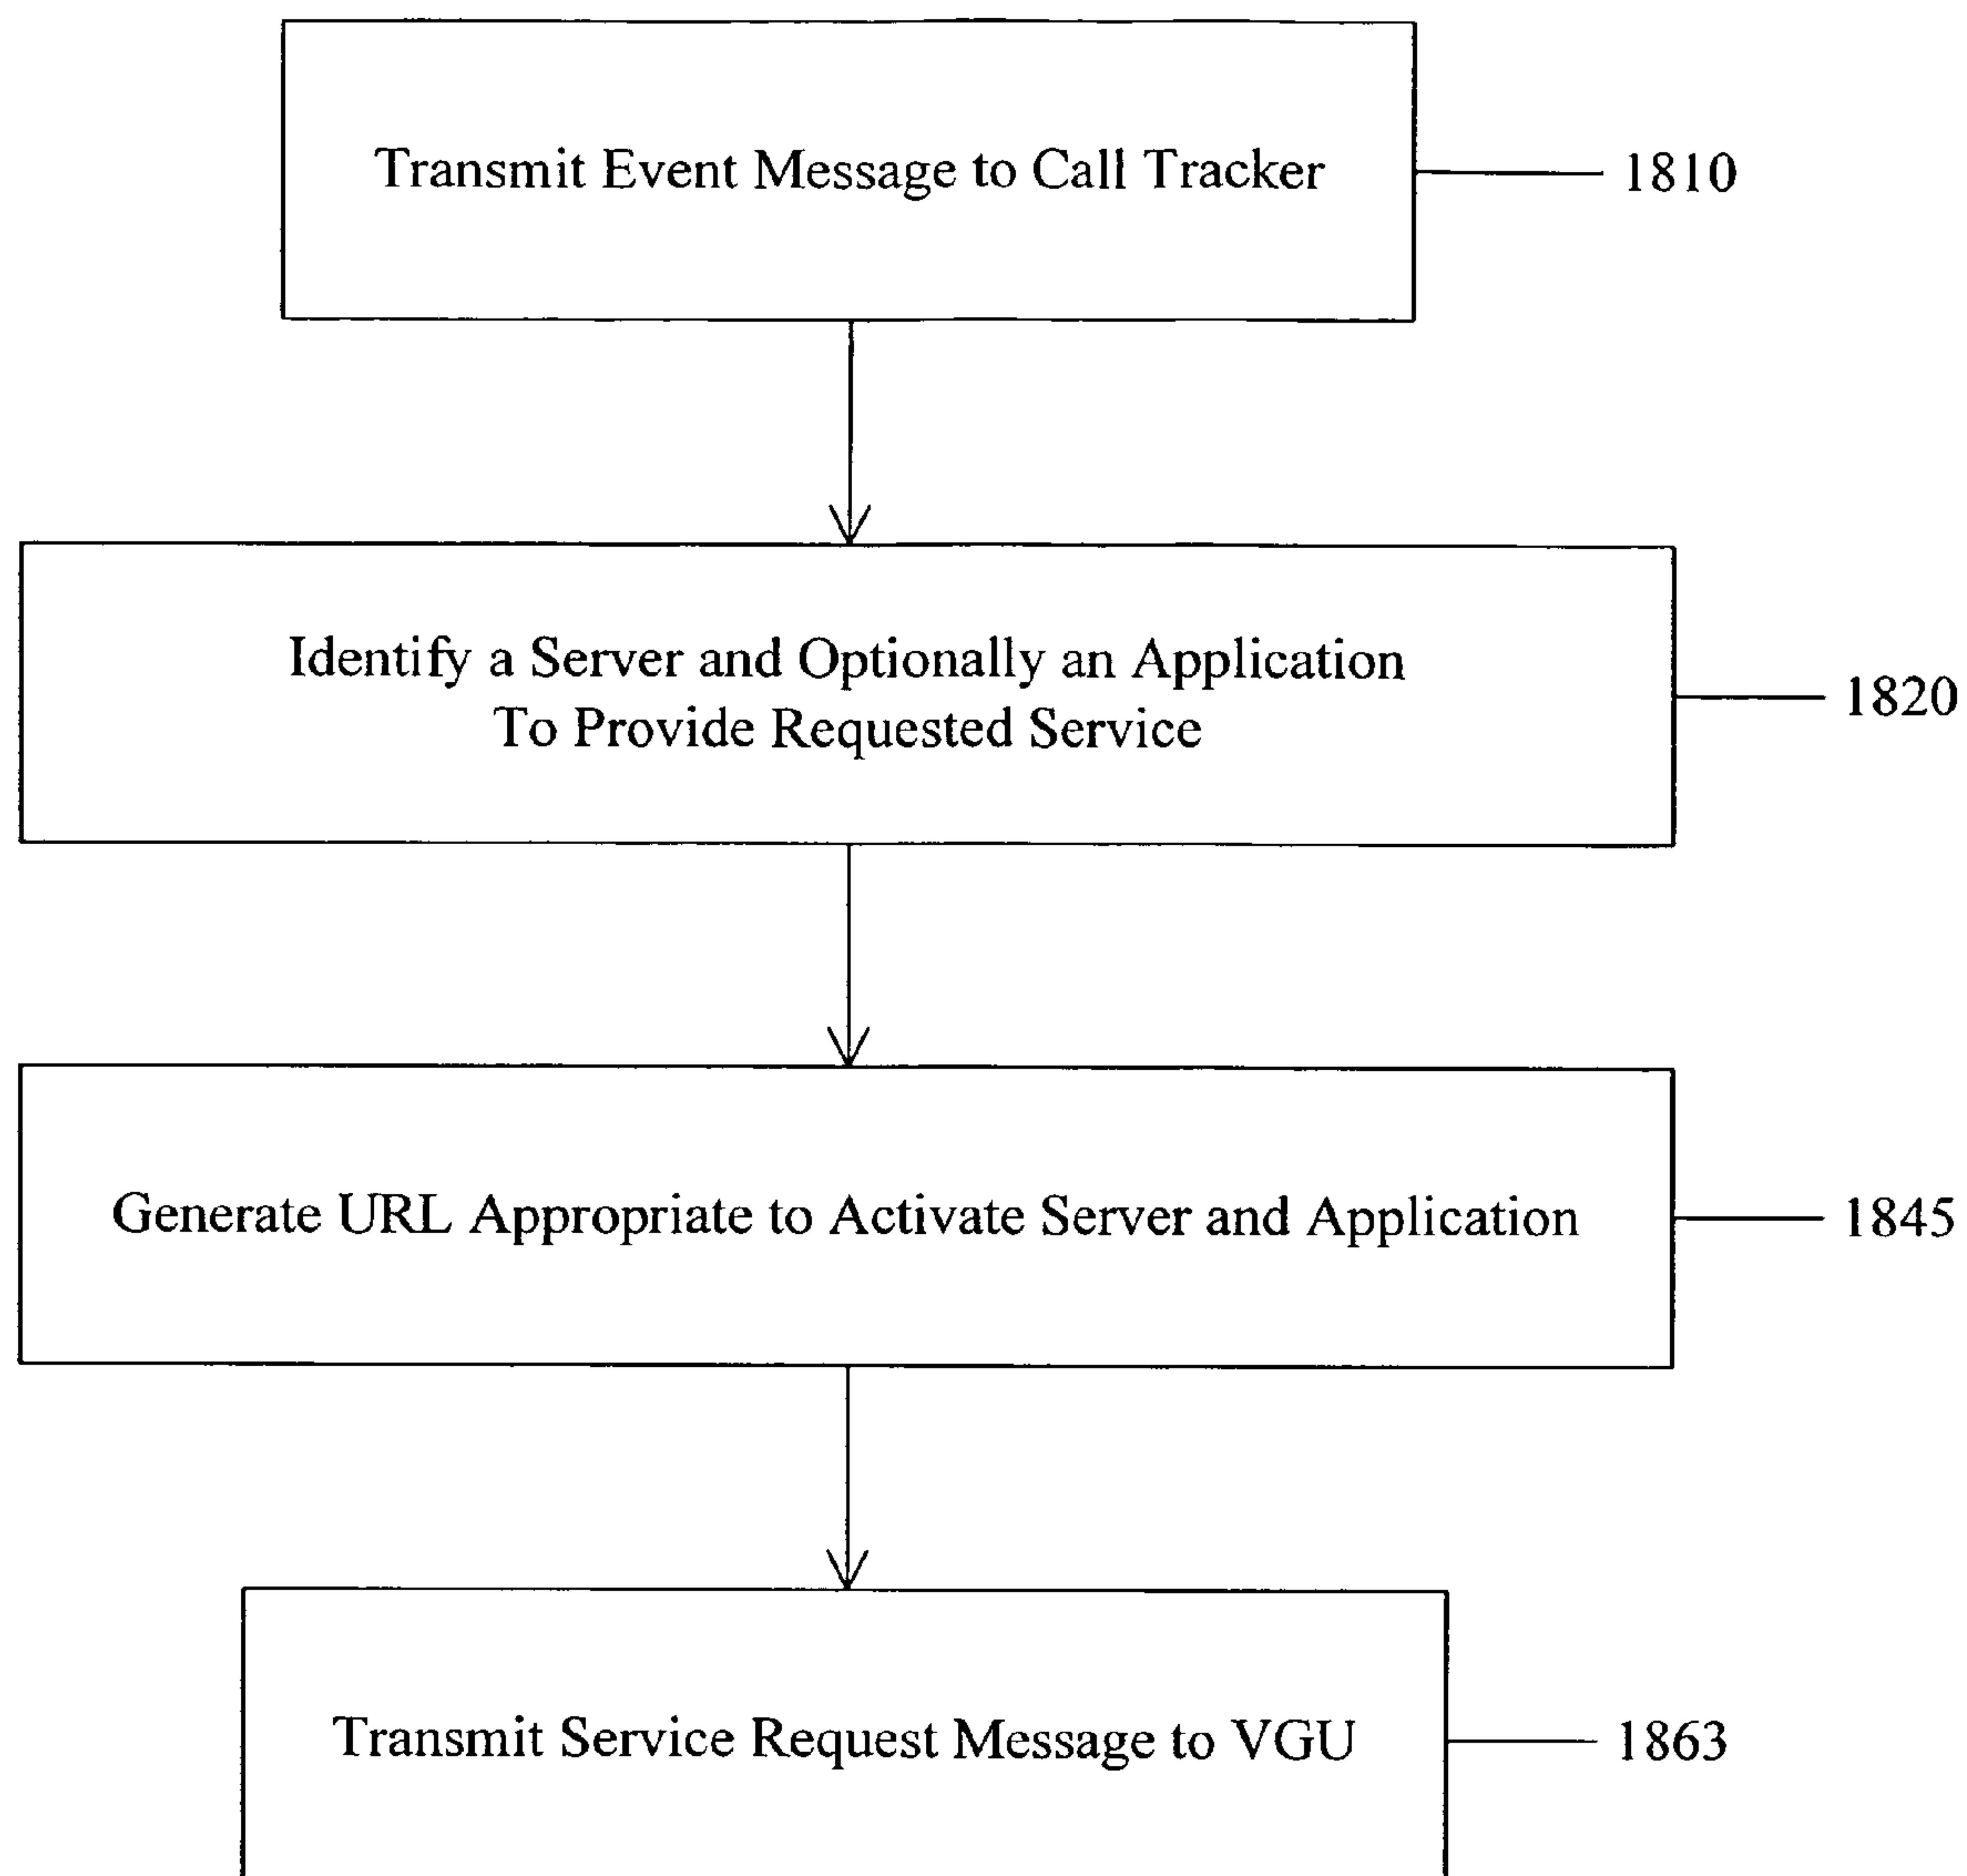 Transmit Event Message to Call Tracker
1810
Identify a Server and Optionally an Application
To Provide Requested Service
1820
Generate URL Appropriate to Activate Server and Application
1845
Transmit Service Request Message to VGU
1863